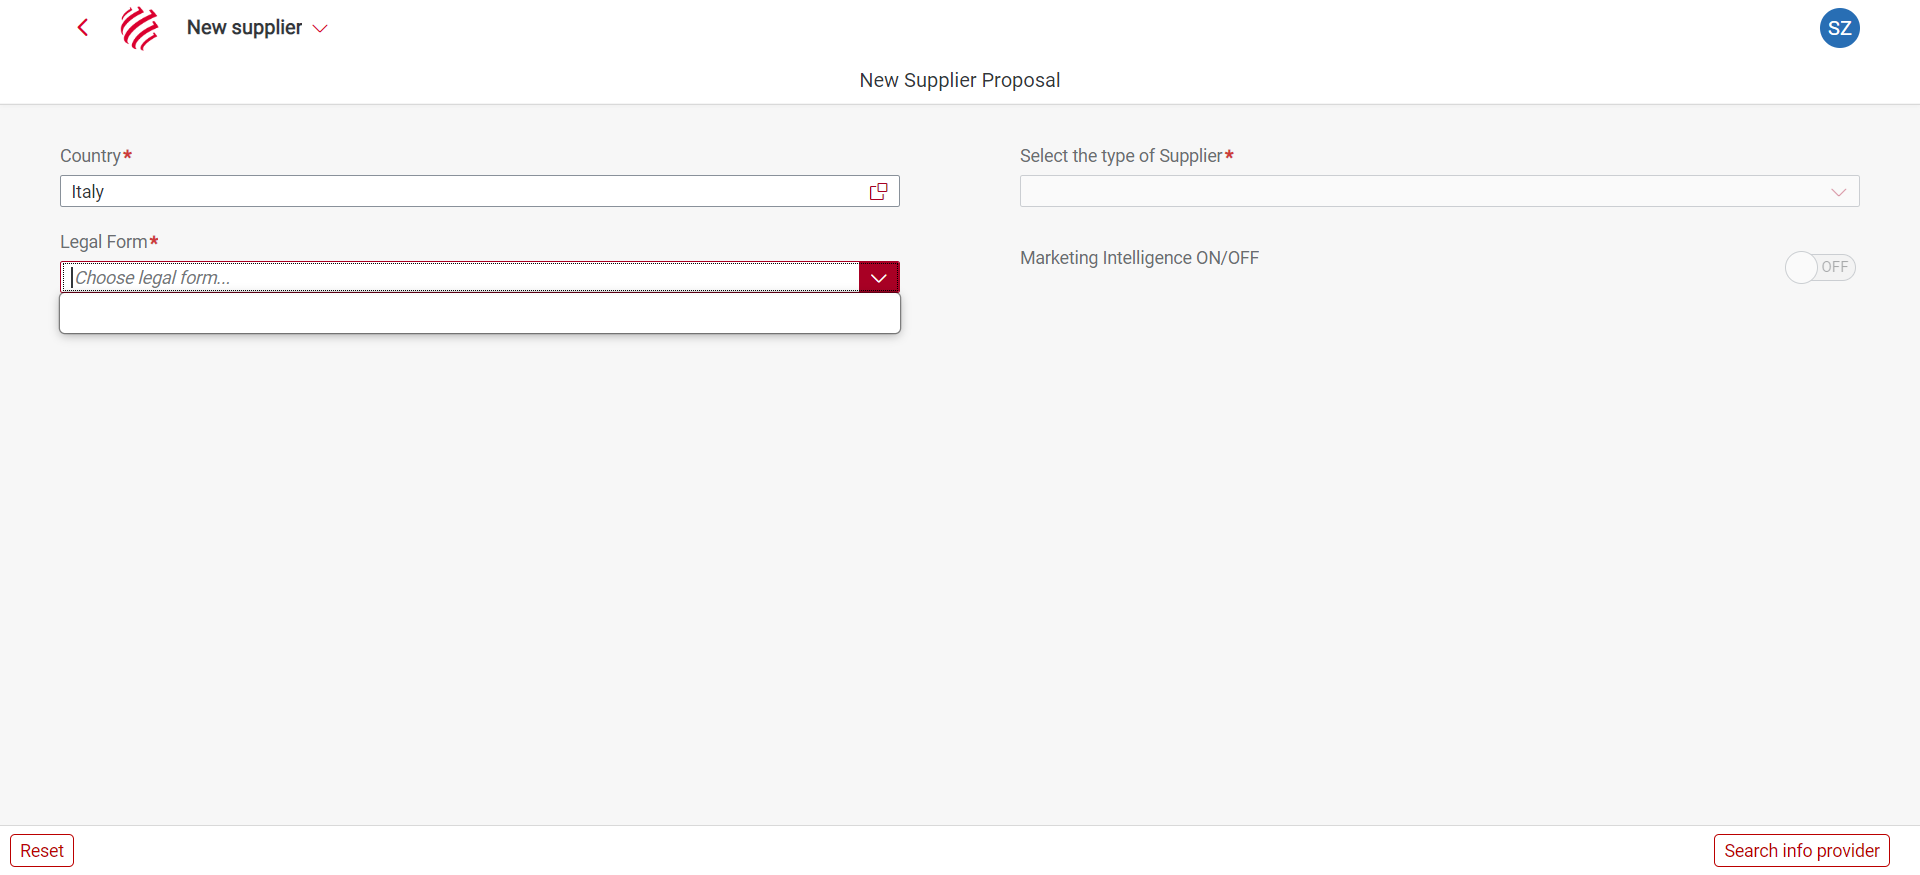 New supplier
SZ
New Supplier Proposal
Country*
Italy
Select the type of Supplier*
Legal Form*
Choose legal form...
Marketing Intelligence ON/OFF
OFF
Reset
Search info provider